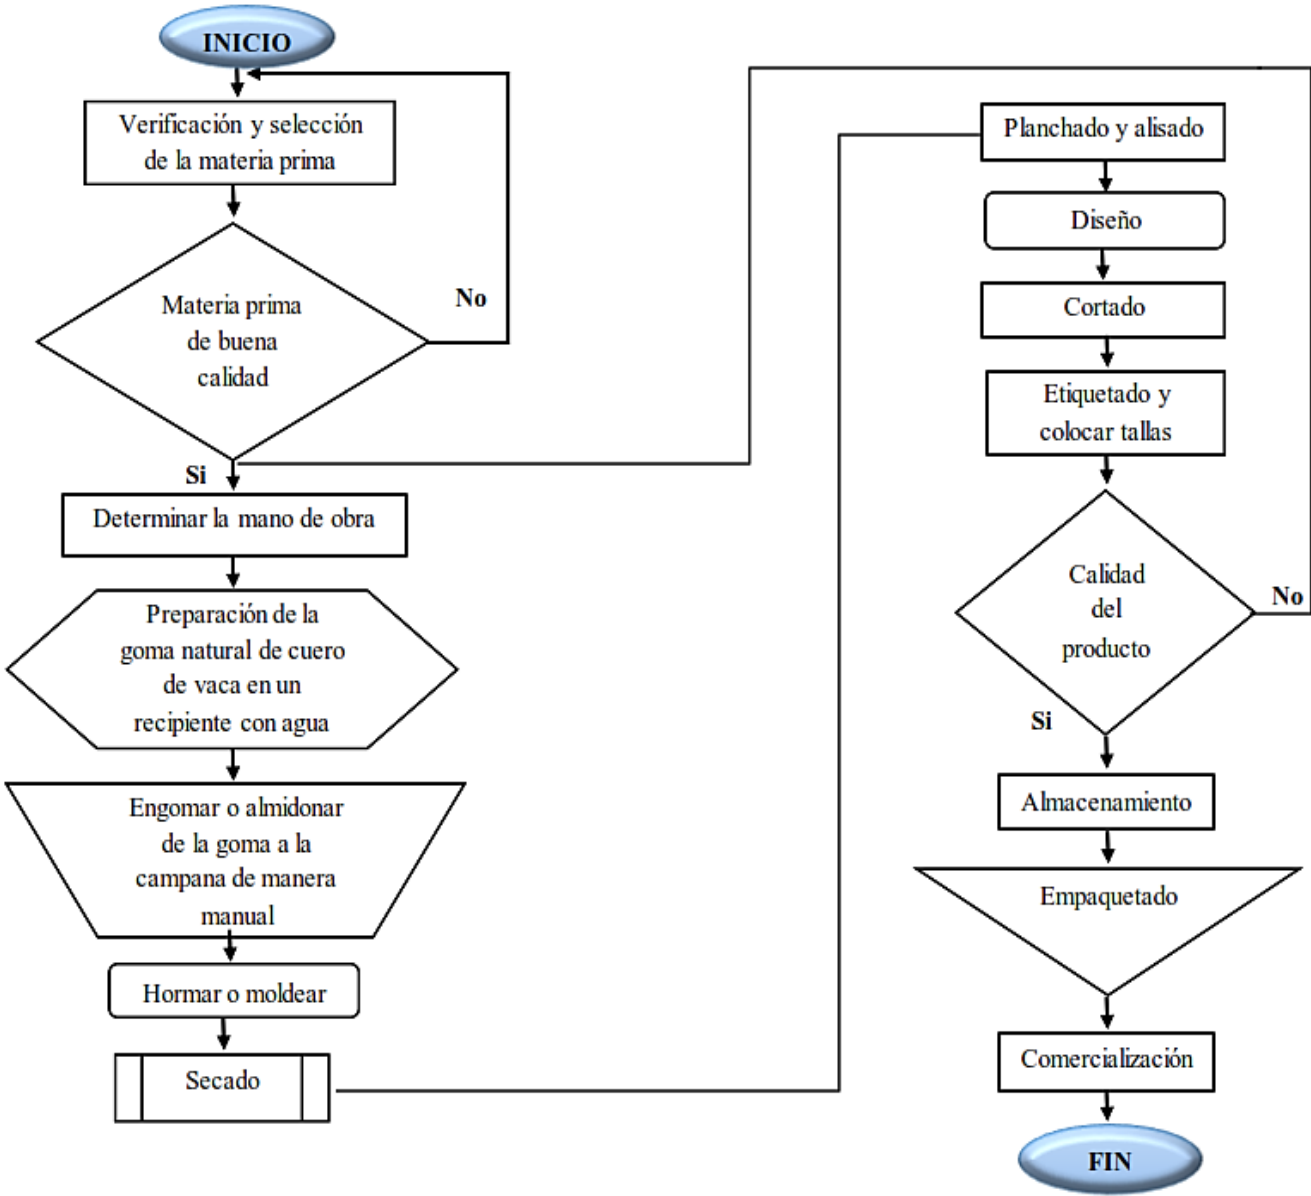 INICIO
Verificación y selección
de la materia prima
Materia prima
de buena
calidad
No
Si
Determinar la mano de obra
Preparación de la
goma natural de cuero
de vaca en un
recipiente con agua
Engomar o almidonar
de la goma a la
campana de manera
manual
Hormar o moldear
Secado
Planchado y alisado
Diseño
Cortado
Etiquetado y
colocar tallas
Calidad
del
producto
No
Si
Almacenamiento
Empaquetado
Comercialización
FIN